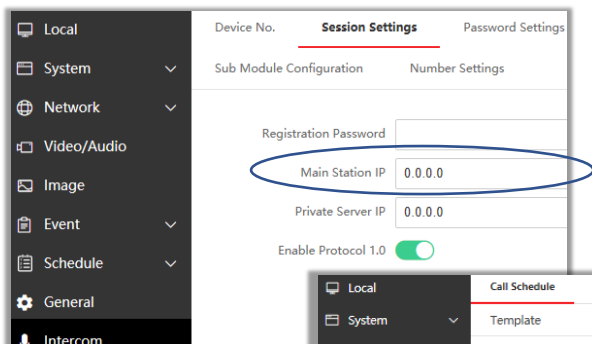 Local
System
Network
Video/Audio
Image
Event
Schedule
General
Intercom
Device No. Session Settings Password Settings
Sub Module Configuration Number Settings
Registration Password
Main Station IP 0.0.0.0
Private Server IP 0.0.0.0
Enable Protocol 1.0
Local Call Schedule
System Template